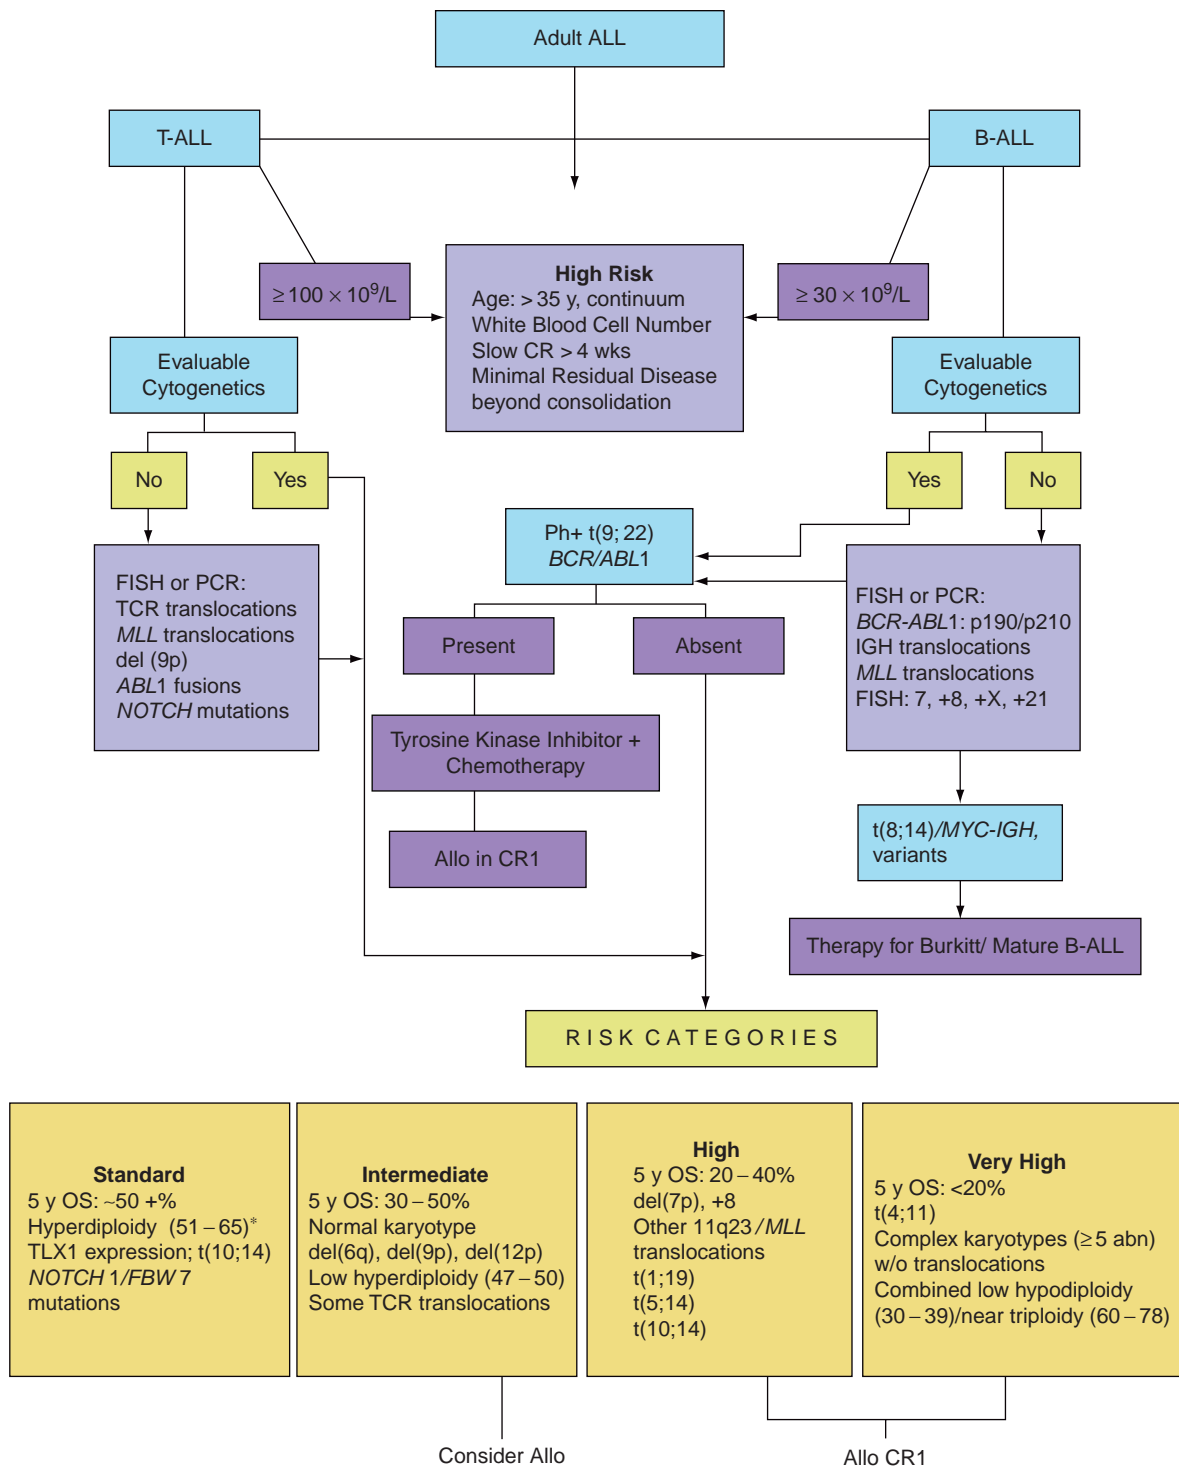 Adult ALL
T-ALL
B-ALL
≥ 100 × 10⁹/L
High Risk
Age: > 35 y, continuum
White Blood Cell Number
Slow CR > 4 wks
Minimal Residual Disease
beyond consolidation
≥ 30 × 10⁹/L
Evaluable
Cytogenetics
Evaluable
Cytogenetics
No
Yes
Yes
No
Ph+ t(9; 22)
BCR/ABL1
FISH or PCR:
TCR translocations
MLL translocations
del (9p)
ABL1 fusions
NOTCH mutations
Present
Absent
FISH or PCR:
BCR-ABL1: p190/p210
IGH translocations
MLL translocations
FISH: 7, +8, +X, +21
Tyrosine Kinase Inhibitor +
Chemotherapy
Allo in CR1
t(8;14)/MYC-IGH,
variants
Therapy for Burkitt/ Mature B-ALL
RISK CATEGORIES
Standard
5 y OS: ~50 +%
Hyperdiploidy (51 – 65)*
TLX1 expression; t(10;14)
NOTCH 1/FBW 7
mutations
Intermediate
5 y OS: 30 – 50%
Normal karyotype
del(6q), del(9p), del(12p)
Low hyperdiploidy (47 – 50)
Some TCR translocations
High
5 y OS: 20 – 40%
del(7p), +8
Other 11q23/MLL
translocations
t(1;19)
t(5;14)
t(10;14)
Very High
5 y OS: <20%
t(4;11)
Complex karyotypes (≥ 5 abn)
w/o translocations
Combined low hypodiploidy
(30 – 39)/near triploidy (60 – 78)
Consider Allo
Allo CR1